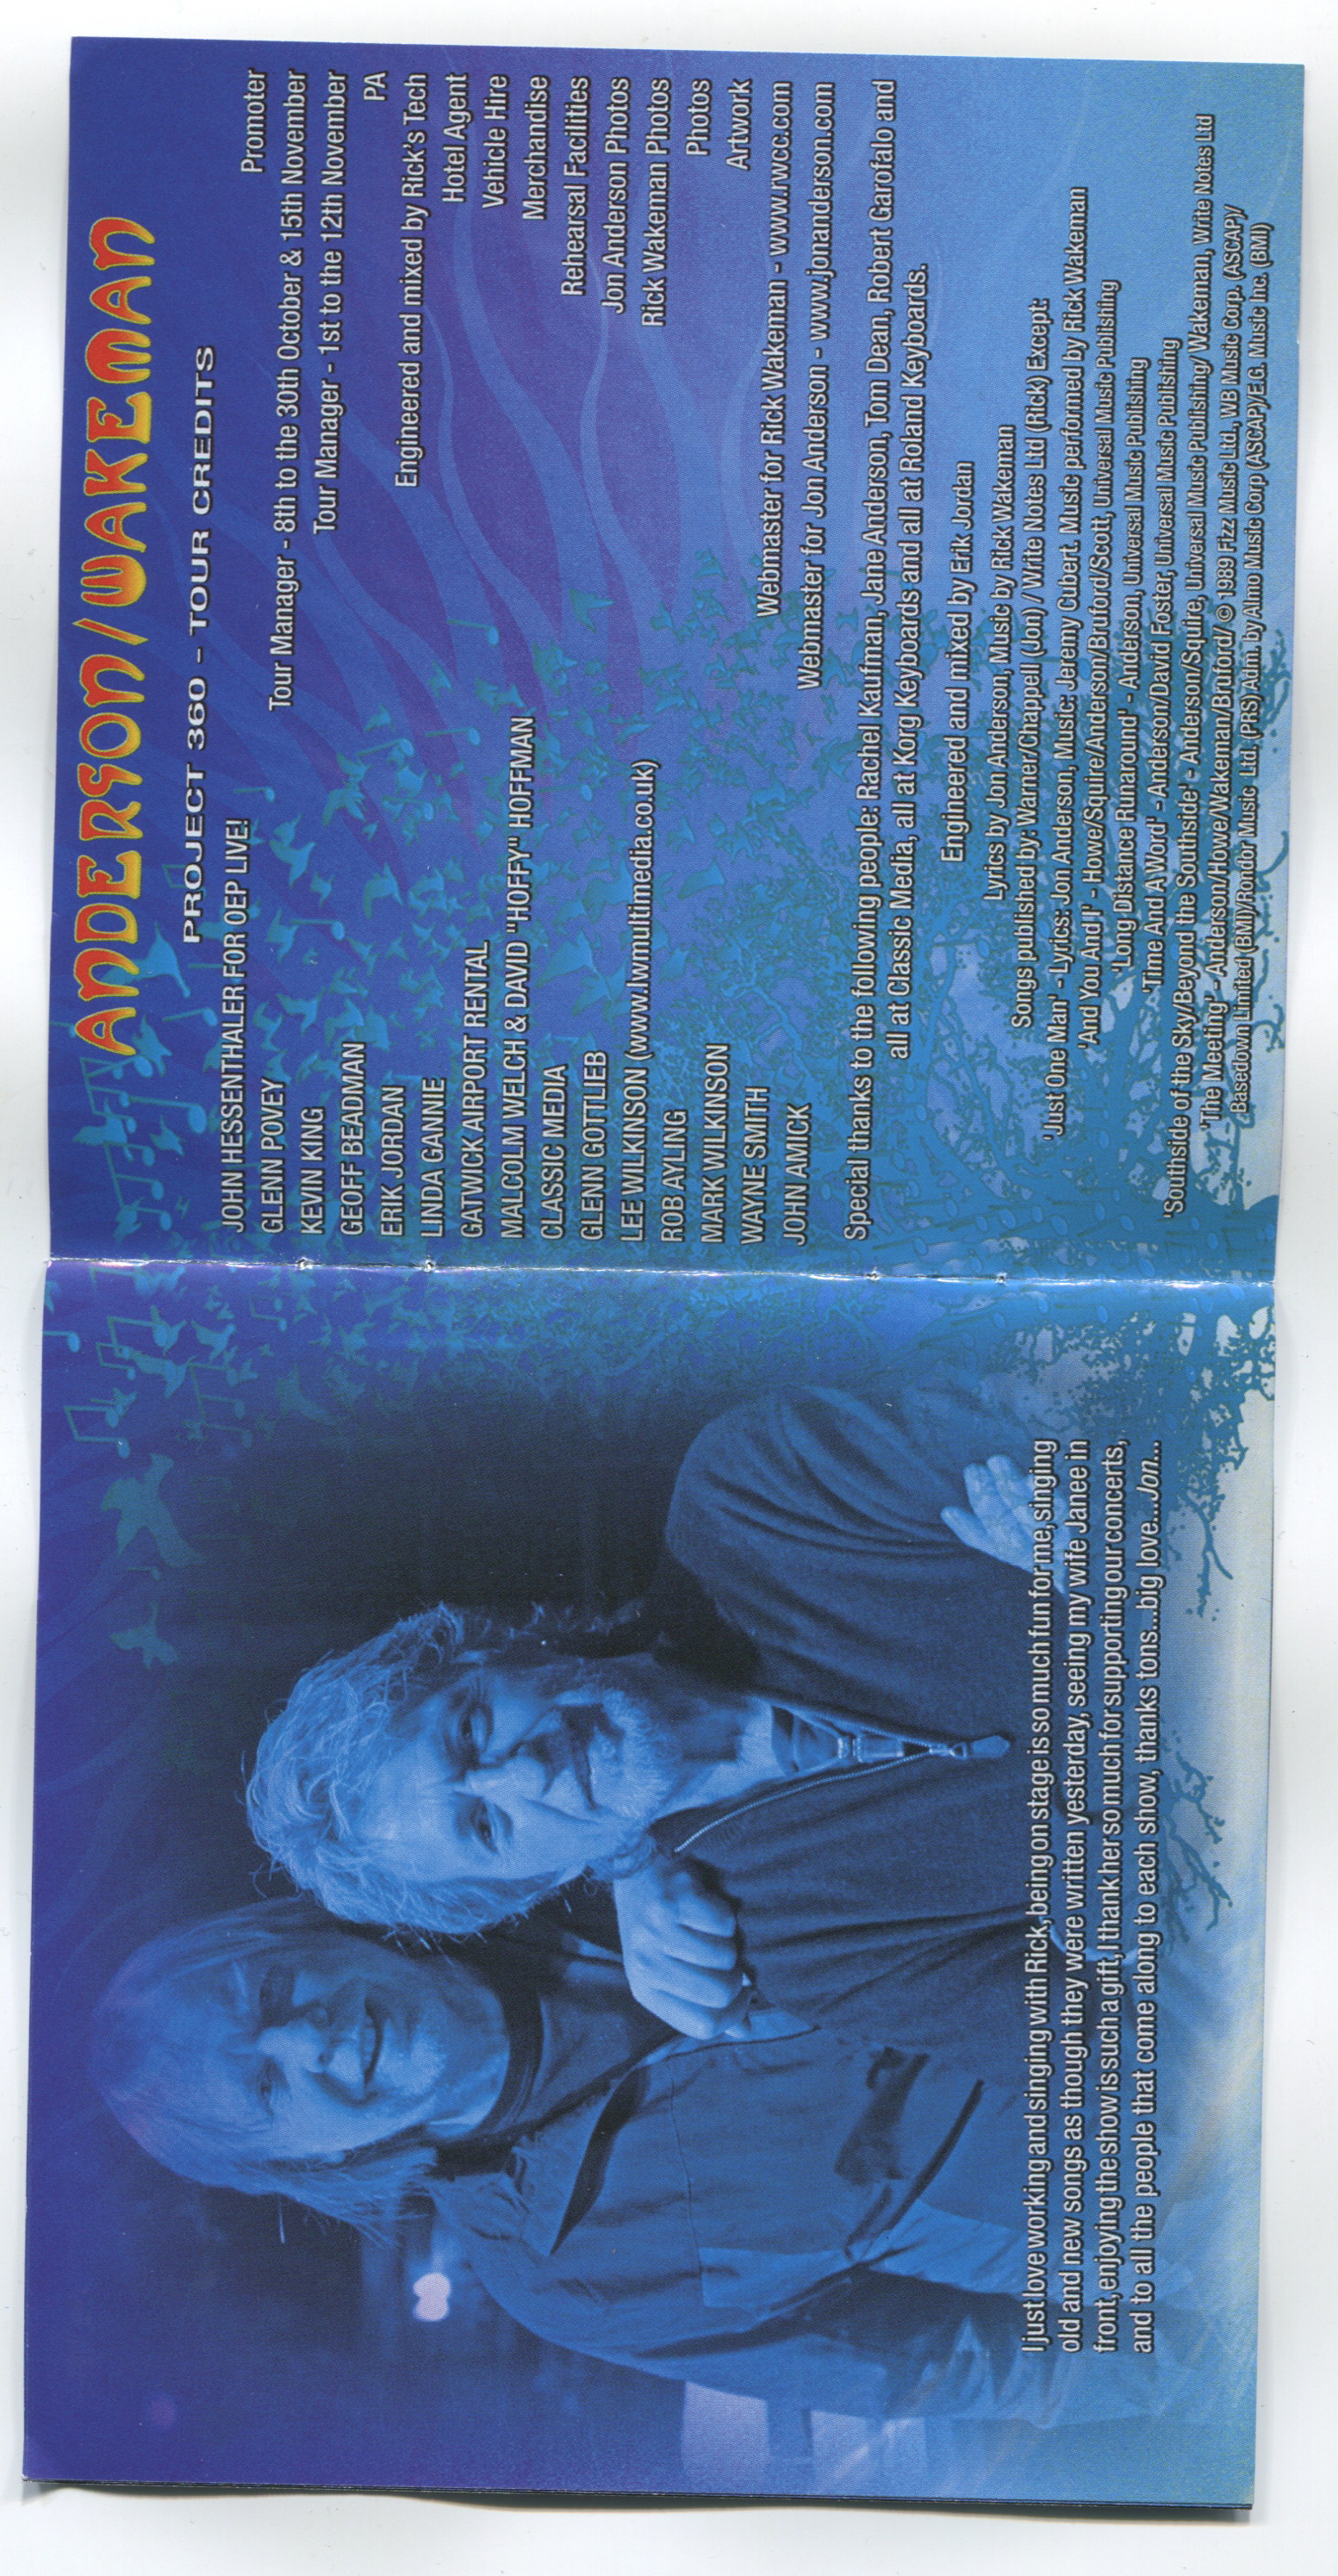 I just love working and singing with Rick, being on stage is so much fun for me, singing
old and new songs as though they were written yesterday, seeing my wife Janee in
front, enjoying the show is such a gift, I thank her so much for supporting our concerts,
and to all the people that come along to each show, thanks tons...big love...Jon...
ANDERSON/WAKEMAN
PROJECT 360 - TOUR CREDITS
JOHN HESSENTHALER FOR OEP LIVE! Promoter
GLENN POVEY Tour Manager - 8th to the 30th October & 15th November
KEVIN KING Tour Manager - 1st to the 12th November
GEOFF BEADMAN PA
ERIK JORDAN Engineered and mixed by Rick's Tech
LINDA GANNIE Hotel Agent
GATWICK AIRPORT RENTAL Vehicle Hire
MALCOLM WELCH & DAVID "HOFFY" HOFFMAN Merchandise
CLASSIC MEDIA Rehearsal Facilities
GLENN GOTTLIEB Jon Anderson Photos
LEE WILKINSON (www.lwmultimedia.co.uk) Rick Wakeman Photos
ROB AYLING Photos
MARK WILKINSON Artwork
WAYNE SMITH Webmaster for Rick Wakeman - www.rwcc.com
JOHN AMICK Webmaster for Jon Anderson - www.jonanderson.com
Special thanks to the following people: Rachel Kaufman, Jane Anderson, Tom Dean, Robert Garofalo and
all at Classic Media, all at Korg Keyboards and all at Roland Keyboards.
Engineered and mixed by Erik Jordan
Lyrics by Jon Anderson, Music by Rick Wakeman
Songs published by: Warner/Chappell (Jon) / Write Notes Ltd (Rick) Except:
'Just One Man' - Lyrics: Jon Anderson, Music: Jeremy Cubert. Music performed by Rick Wakeman
'And You And I' - Howe/Squire/Anderson/Bruford/Scott, Universal Music Publishing
'Long Distance Runaround' - Anderson, Universal Music Publising
'Time And A Word' - Anderson/David Foster, Universal Music Publishing
'Southside of the Sky/Beyond the Southside' - Anderson/Squire, Universal Music Publishing/ Wakeman, Write Notes Ltd
'The Meeting' - Anderson/Howe/Wakeman/Bruford/ © 1989 Fizz Music Ltd., WB Music Corp. (ASCAP)/
Basedown Limited (BMI)/Rondor Music Ltd. (PRS) Adm. by Almo Music Corp (ASCAP)/E.G. Music Inc. (BMI)